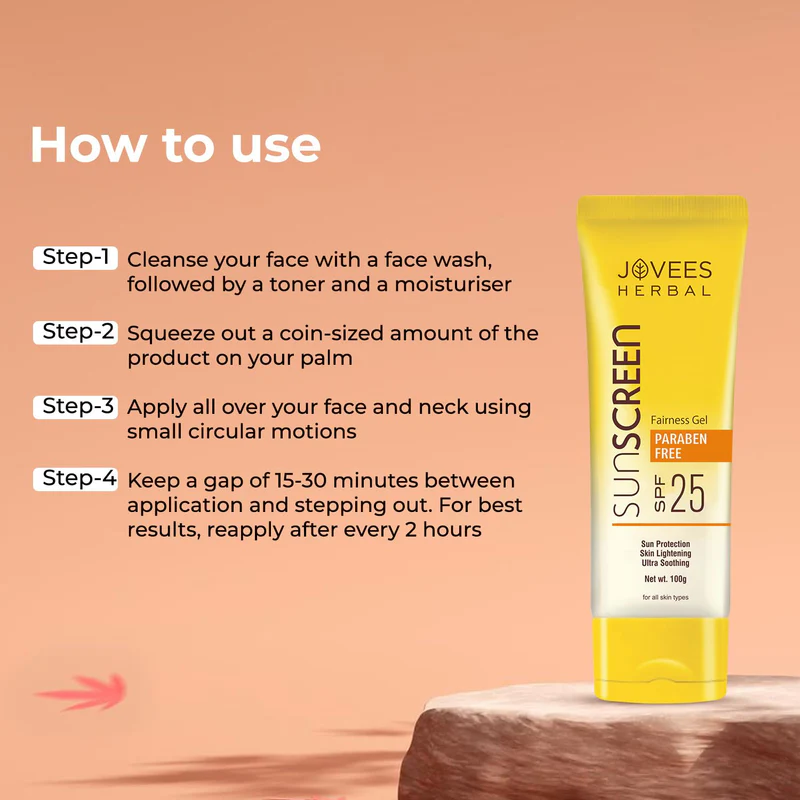 How to use
Step-1
Cleanse your face with a face wash,
followed by a toner and a moisturiser
Step-2
Squeeze out a coin-sized amount of the
product on your palm
Step-3
Apply all over your face and neck using
small circular motions
Step-4
Keep a gap of 15-30 minutes between
application and stepping out. For best
results, reapply after every 2 hours
JOVEES
HERBAL
SUNSCREEN
Fairness Gel
PARABEN
FREE
SPF 25
Sun Protection
Skin Lightening
Ultra Soothing
Net wt. 100g
for all skin types